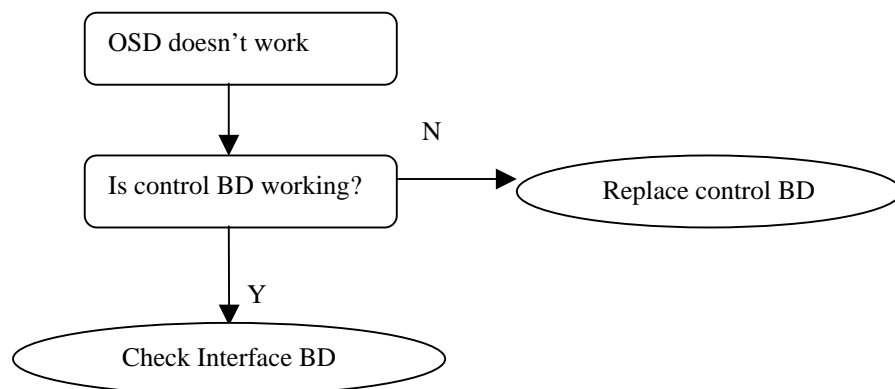 OSD doesn’t work
N
Is control BD working?
Replace control BD
Y
Check Interface BD